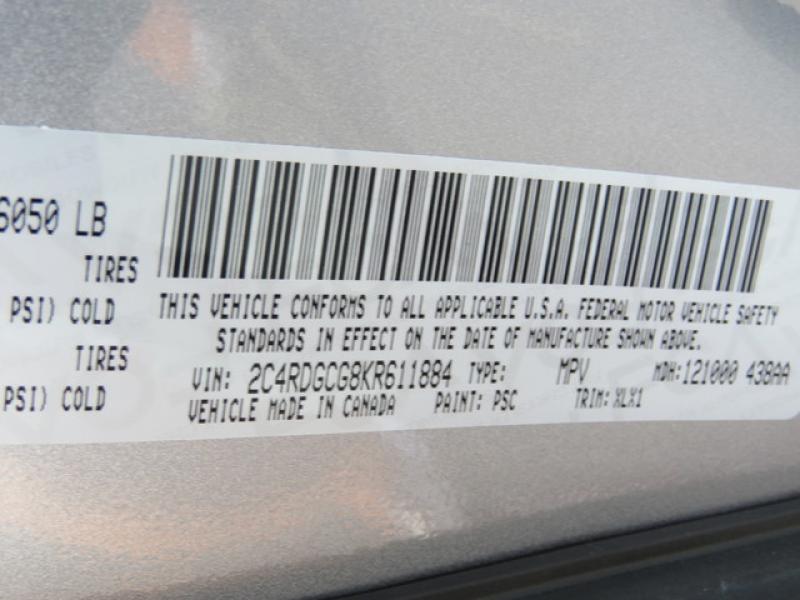 6050 LB
TIRES
PSI) COLD
TIRES
PSI) COLD
THIS VEHICLE CONFORMS TO ALL APPLICABLE U.S.A. FEDERAL MOTOR VEHICLE SAFETY
STANDARDS IN EFFECT ON THE DATE OF MANUFACTURE SHOWN ABOVE.
VIN: 2C4RDGCG8KR611884 TYPE: MPV MDH:121000 438AA
VEHICLE MADE IN CANADA PAINT: PSC TRIM: XLX1